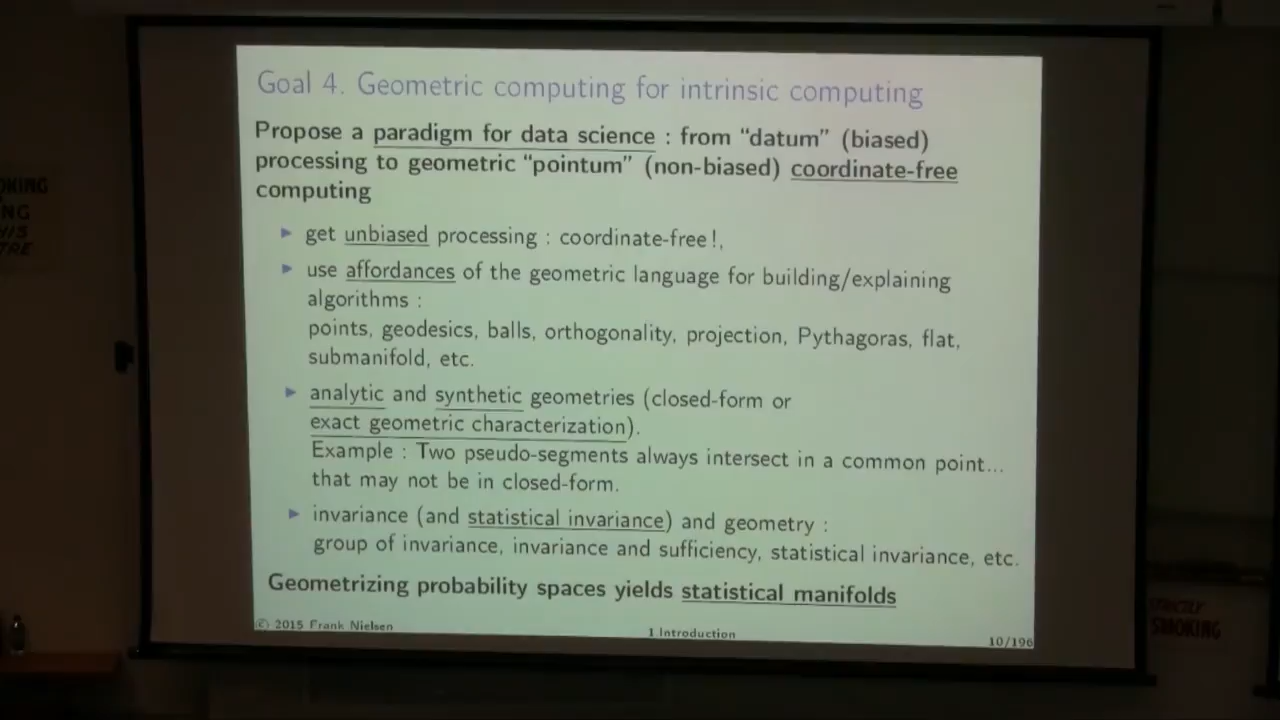 Goal 4. Geometric computing for intrinsic computing
Propose a paradigm for data science : from “datum” (biased)
processing to geometric “pointum” (non-biased) coordinate-free
computing
get unbiased processing : coordinate-free !,
use affordances of the geometric language for building/explaining
algorithms :
points, geodesics, balls, orthogonality, projection, Pythagoras, flat,
submanifold, etc.
analytic and synthetic geometries (closed-form or
exact geometric characterization).
Example : Two pseudo-segments always intersect in a common point...
that may not be in closed-form.
invariance (and statistical invariance) and geometry :
group of invariance, invariance and sufficiency, statistical invariance, etc.
Geometrizing probability spaces yields statistical manifolds
© 2015 Frank Nielsen
1 Introduction
10/196
STRICTLY
SMOKING